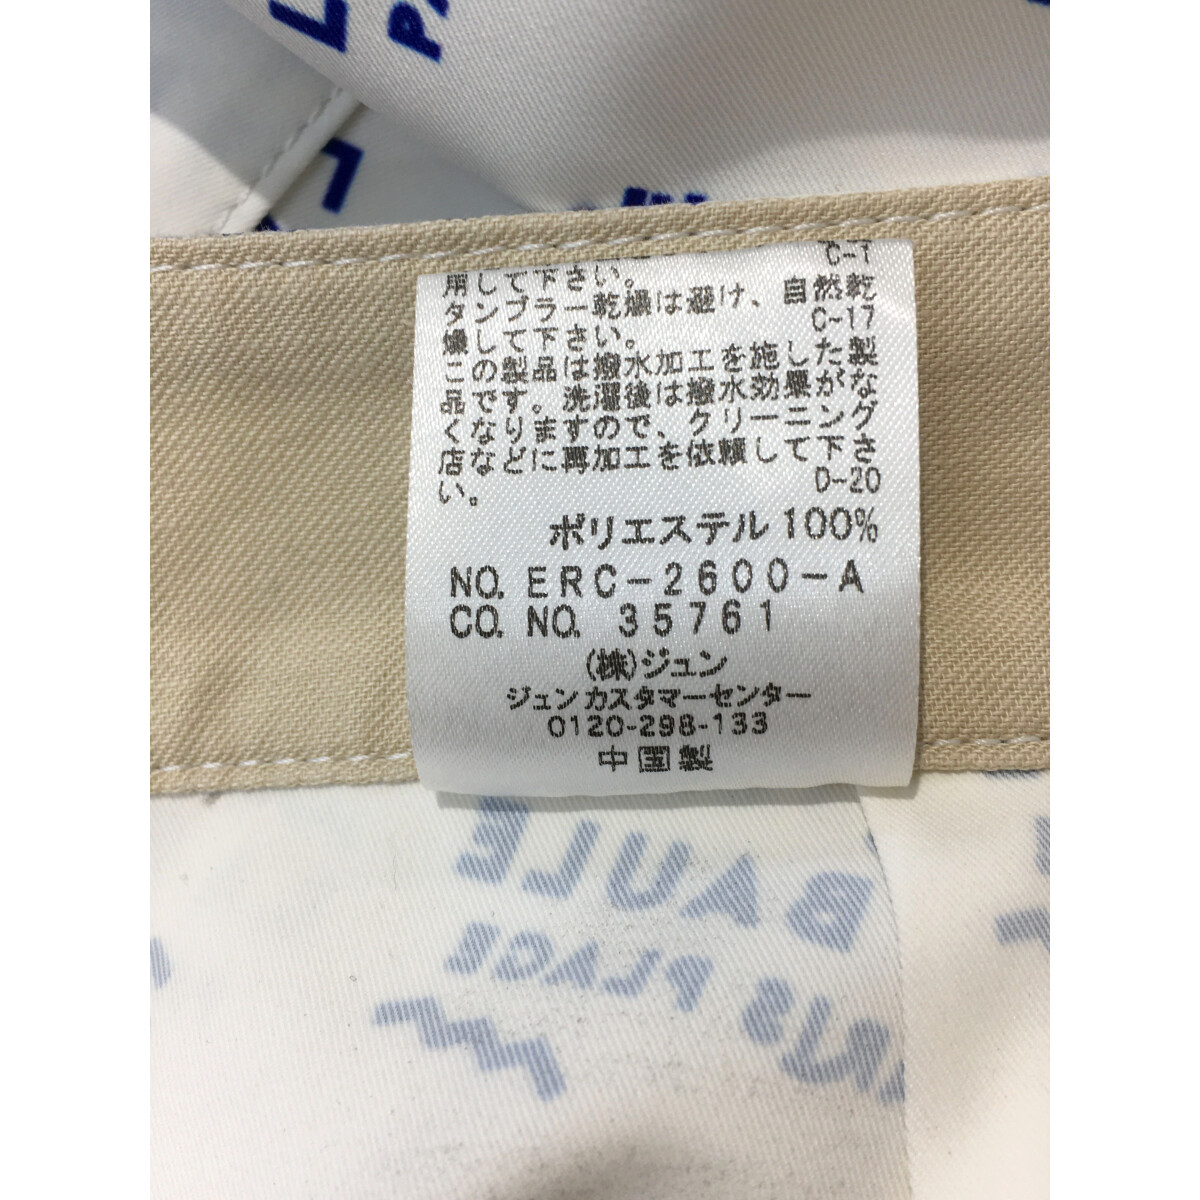 C-1
用して下さい。
タンブラー乾燥は避け、自然乾
燥して下さい。
C-17
この製品は撥水加工を施した製
品です。洗濯後は撥水効果がな
くなりますので、クリーニング
店などに再加工を依頼して下さ
い。
D-20
ポリエステル 100%
NO. ERC-2600-A
CO. NO. 35761
(株)ジュン
ジュンカスタマーセンター
0120-298-133
中国製
BAULE
PLACE